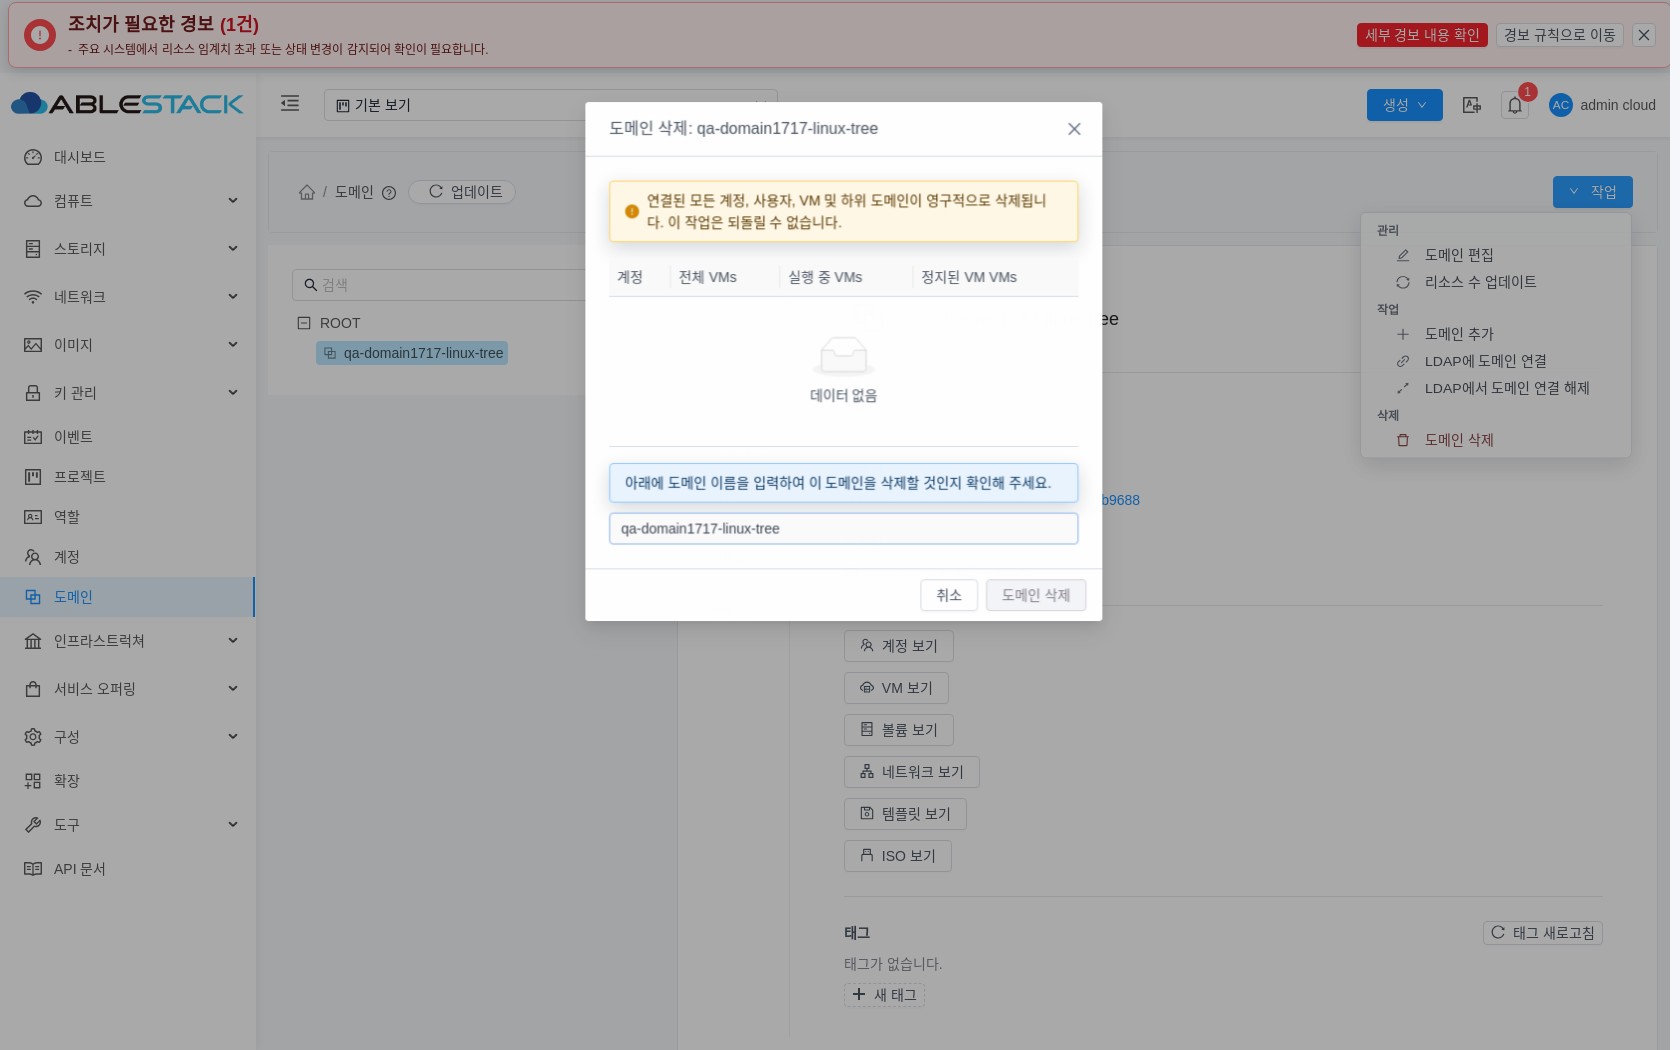 조치가 필요한 경보 (1건)
- 주요 시스템에서 리소스 임계치 초과 또는 상태 변경이 감지되어 확인이 필요합니다.
세부 경보 내용 확인
경보 규칙으로 이동
ABLESTACK
기본 보기
생성
1
AC
admin cloud
대시보드
컴퓨트
스토리지
네트워크
이미지
키 관리
이벤트
프로젝트
역할
계정
도메인
인프라스트럭쳐
서비스 오퍼링
구성
확장
도구
API 문서
/ 도메인
업데이트
작업
검색
ROOT
qa-domain1717-linux-tree
관리
도메인 편집
리소스 수 업데이트
작업
도메인 추가
LDAP에 도메인 연결
LDAP에서 도메인 연결 해제
삭제
도메인 삭제
도메인 삭제: qa-domain1717-linux-tree
연결된 모든 계정, 사용자, VM 및 하위 도메인이 영구적으로 삭제됩니
다. 이 작업은 되돌릴 수 없습니다.
계정
전체 VMs
실행 중 VMs
정지된 VM VMs
데이터 없음
아래에 도메인 이름을 입력하여 이 도메인을 삭제할 것인지 확인해 주세요.
qa-domain1717-linux-tree
취소
도메인 삭제
ee
b9688
계정 보기
VM 보기
볼륨 보기
네트워크 보기
템플릿 보기
ISO 보기
태그
태그 새로고침
태그가 없습니다.
새 태그